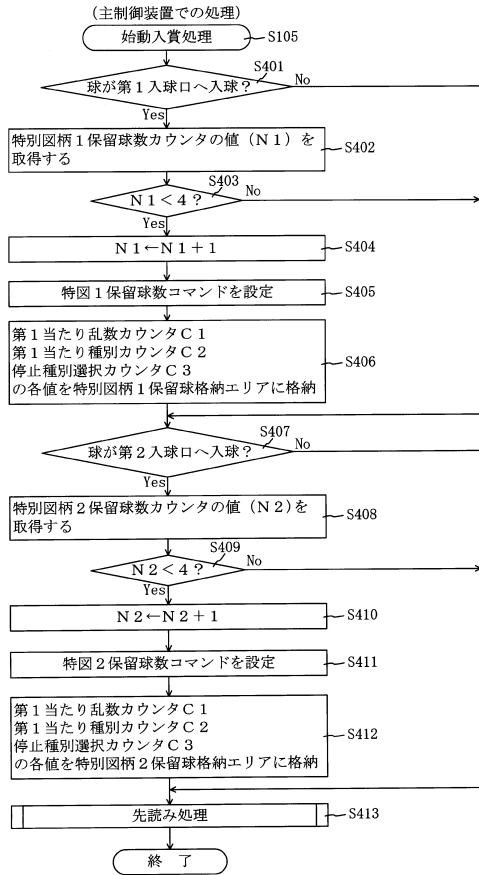 (主制御装置での処理)
始動入賞処理
S105
S401
球が第1入球口へ入球?
No
Yes
特別図柄1保留球数カウンタの値(N1)を
取得する
S402
S403
N1<4?
No
Yes
N1←N1+1
S404
特図1保留球数コマンドを設定
S405
第1当たり乱数カウンタC1
第1当たり種別カウンタC2
停止種別選択カウンタC3
の各値を特別図柄1保留球格納エリアに格納
S406
S407
球が第2入球口へ入球?
No
Yes
特別図柄2保留球数カウンタの値(N2)を
取得する
S408
S409
N2<4?
No
Yes
N2←N2+1
S410
特図2保留球数コマンドを設定
S411
第1当たり乱数カウンタC1
第1当たり種別カウンタC2
停止種別選択カウンタC3
の各値を特別図柄2保留球格納エリアに格納
S412
先読み処理
S413
終 了